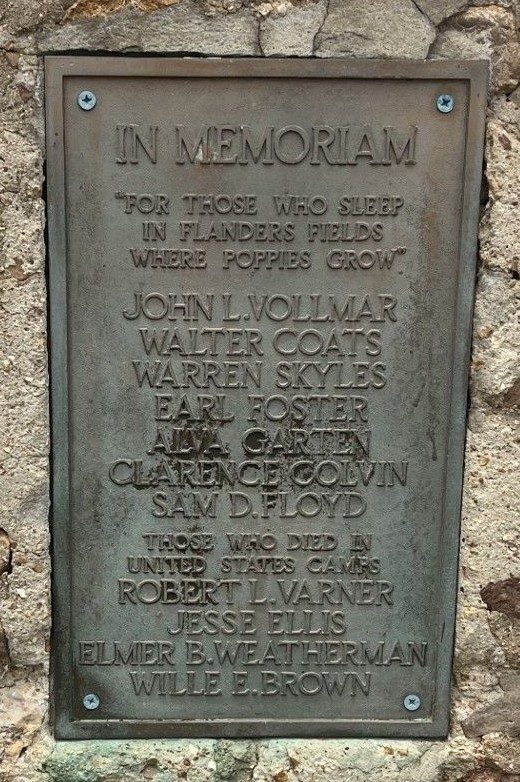 IN MEMORIAM
"FOR THOSE WHO SLEEP
IN FLANDERS FIELDS
WHERE POPPIES GROW"
JOHN L. VOLLMAR
WALTER COATS
WARREN SKYLES
EARL FOSTER
ALVA GARTEN
CLARENCE COLVIN
SAM D. FLOYD
THOSE WHO DIED IN
UNITED STATES CAMPS
ROBERT L. VARNER
JESSE ELLIS
ELMER B. WEATHERMAN
WILLE E. BROWN